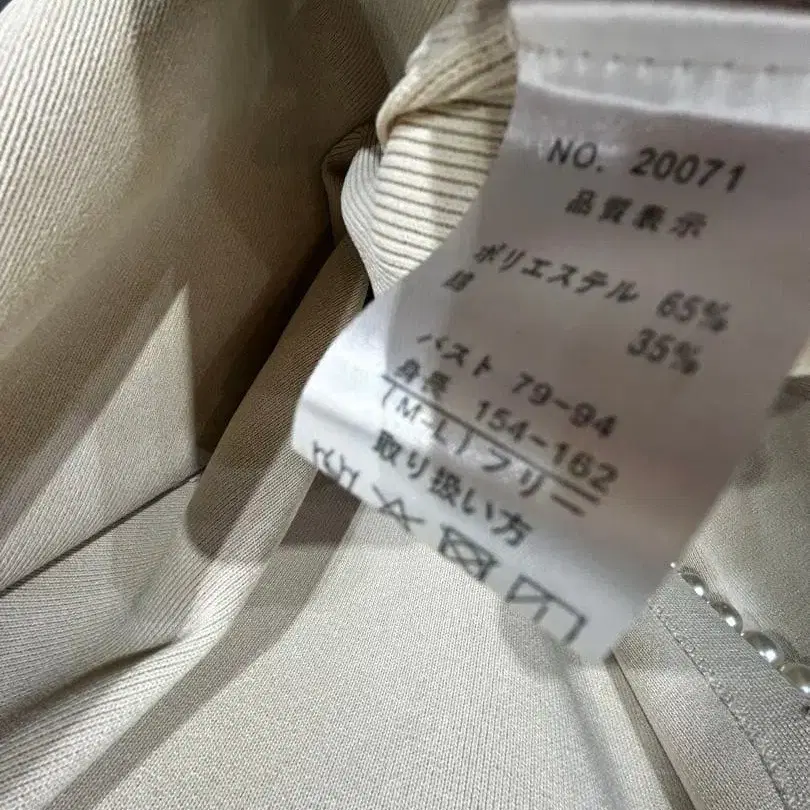 NO. 20071
品質表示
ポリエステル 65%
綿 35%
バスト 79-94
身長 154-162
(M-L)フリー
取り扱い方